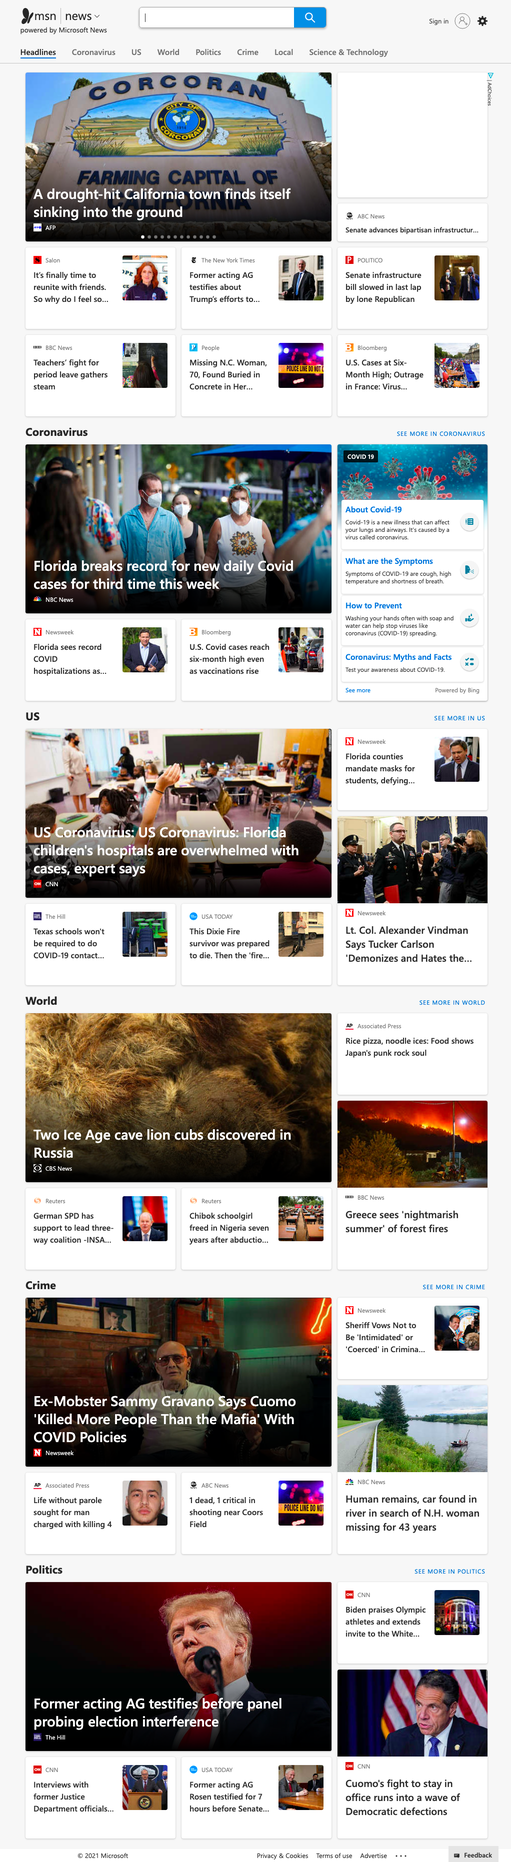 msn | news
powered by Microsoft News
Sign in
Headlines
Coronavirus
US
World
Politics
Crime
Local
Science & Technology
CORCORAN
CITY OF
CORCORAN
FARMING CAPITAL OF
A drought-hit California town finds itself
sinking into the ground
AFP
AdChoices
ABC News
Senate advances bipartisan infrastructur...
Salon
It's finally time to
reunite with friends.
So why do I feel so...
The New York Times
Former acting AG
testifies about
Trump's efforts to...
POLITICO
Senate infrastructure
bill slowed in last lap
by lone Republican
BBC News
Teachers' fight for
period leave gathers
steam
People
Missing N.C. Woman,
70, Found Buried in
Concrete in Her...
POLICE LINE DO NOT
Bloomberg
U.S. Cases at Six-
Month High; Outrage
in France: Virus...
Coronavirus
SEE MORE IN CORONAVIRUS
Florida breaks record for new daily Covid
cases for third time this week
NBC News
COVID 19
About Covid-19
Covid-19 is a new illness that can affect
your lungs and airways. It's caused by a
virus called coronavirus.
What are the Symptoms
Symptoms of COVID-19 are cough, high
temperature and shortness of breath.
How to Prevent
Washing your hands often with soap and
water can help stop viruses like
coronavirus (COVID-19) spreading.
Coronavirus: Myths and Facts
Test your awareness about COVID-19.
See more
Powered by Bing
Newsweek
Florida sees record
COVID
hospitalizations as...
Bloomberg
U.S. Covid cases reach
six-month high even
as vaccinations rise
US
SEE MORE IN US
US Coronavirus: US Coronavirus: Florida
children's hospitals are overwhelmed with
cases, expert says
CNN
Newsweek
Florida counties
mandate masks for
students, defying...
Newsweek
Lt. Col. Alexander Vindman
Says Tucker Carlson
'Demonizes and Hates the...
The Hill
Texas schools won't
be required to do
COVID-19 contact...
USA TODAY
This Dixie Fire
survivor was prepared
to die. Then the 'fire...
World
SEE MORE IN WORLD
Two Ice Age cave lion cubs discovered in
Russia
CBS News
Associated Press
Rice pizza, noodle ices: Food shows
Japan's punk rock soul
BBC News
Greece sees 'nightmarish
summer' of forest fires
Reuters
German SPD has
support to lead three-
way coalition -INSA...
Reuters
Chibok schoolgirl
freed in Nigeria seven
years after abductio...
Crime
SEE MORE IN CRIME
Ex-Mobster Sammy Gravano Says Cuomo
'Killed More People Than the Mafia' With
COVID Policies
Newsweek
Newsweek
Sheriff Vows Not to
Be 'Intimidated' or
'Coerced' in Crimina...
NBC News
Human remains, car found in
river in search of N.H. woman
missing for 43 years
Associated Press
Life without parole
sought for man
charged with killing 4
ABC News
1 dead, 1 critical in
shooting near Coors
Field
POLICE LINE DO NOT
Politics
SEE MORE IN POLITICS
Former acting AG testifies before panel
probing election interference
The Hill
CNN
Biden praises Olympic
athletes and extends
invite to the White...
CNN
Cuomo's fight to stay in
office runs into a wave of
Democratic defections
CNN
Interviews with
former Justice
Department officials...
USA TODAY
Former acting AG
Rosen testified for 7
hours before Senate...
© 2021 Microsoft
Privacy & Cookies
Terms of use
Advertise
...
Feedback